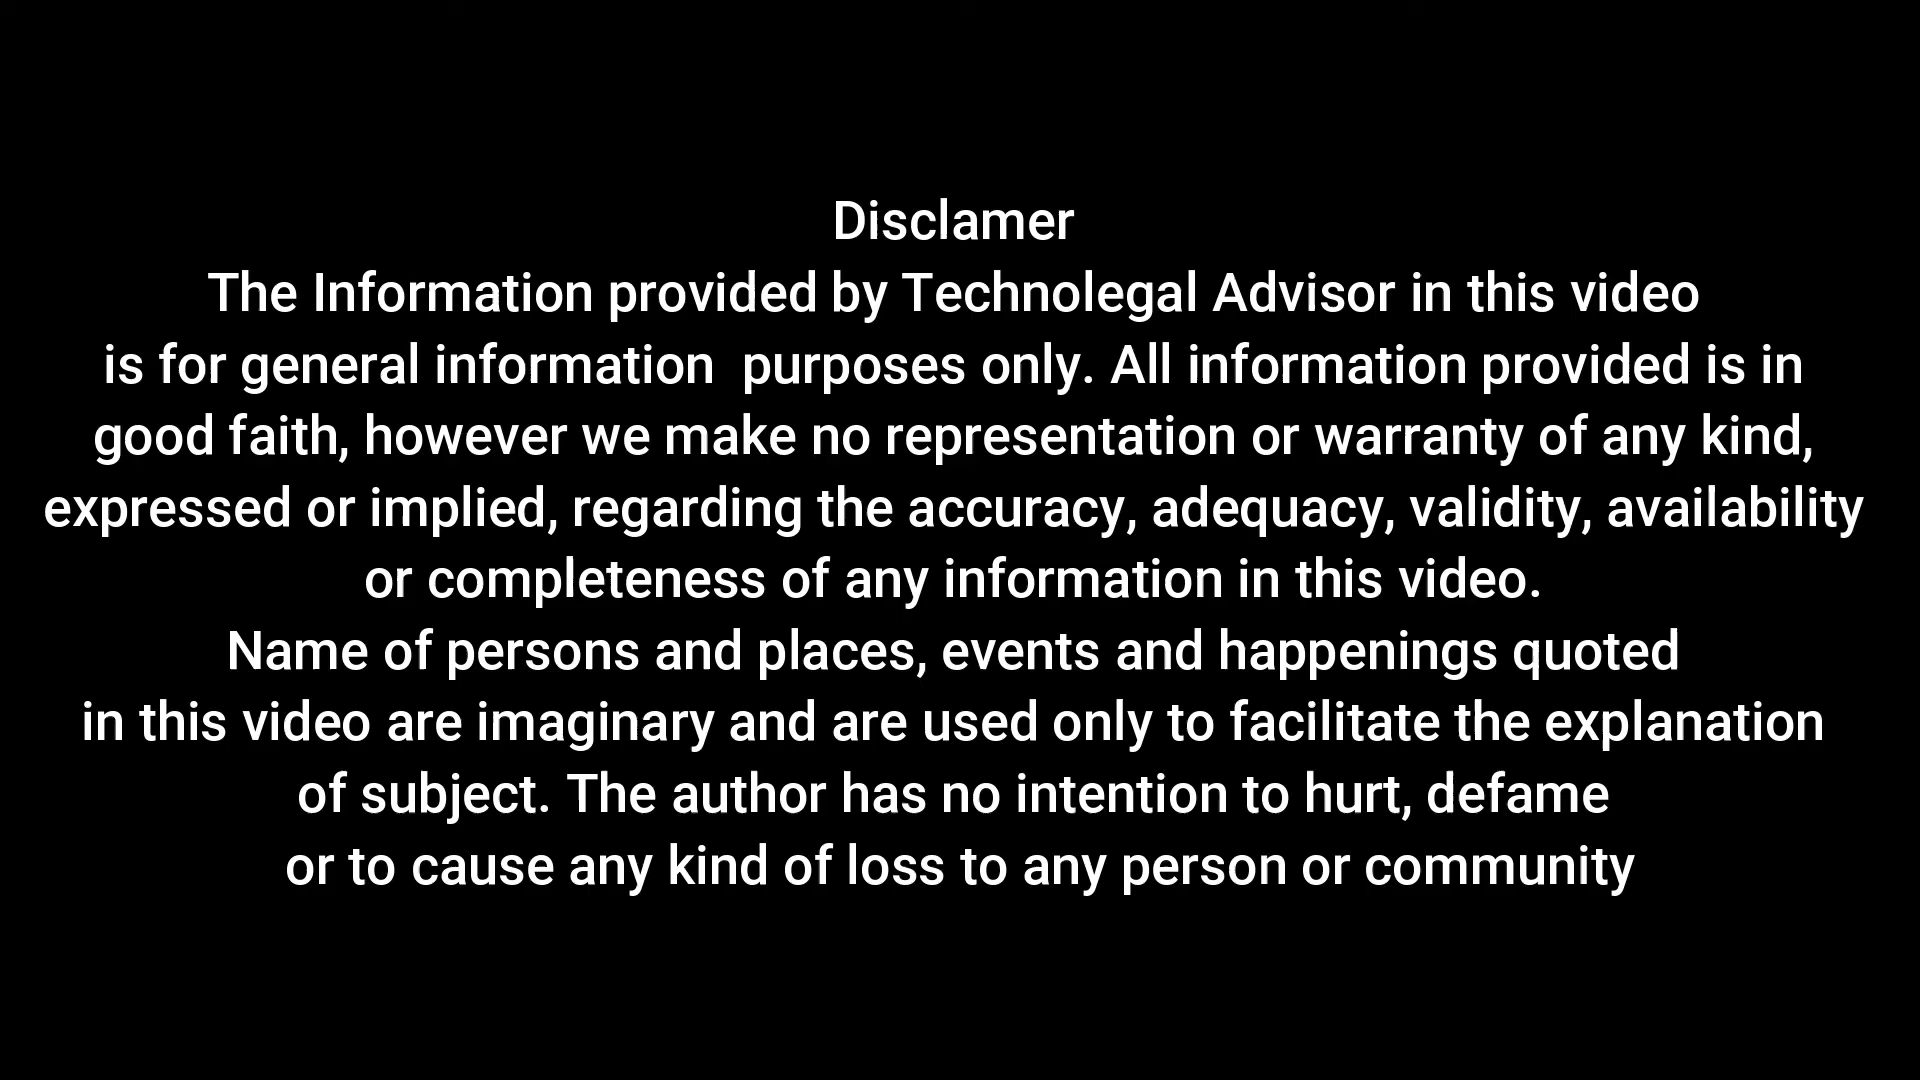 Disclamer
The Information provided by Technolegal Advisor in this video
is for general information  purposes only. All information provided is in
good faith, however we make no representation or warranty of any kind,
expressed or implied, regarding the accuracy, adequacy, validity, availability
or completeness of any information in this video.
Name of persons and places, events and happenings quoted
in this video are imaginary and are used only to facilitate the explanation
of subject. The author has no intention to hurt, defame
or to cause any kind of loss to any person or community